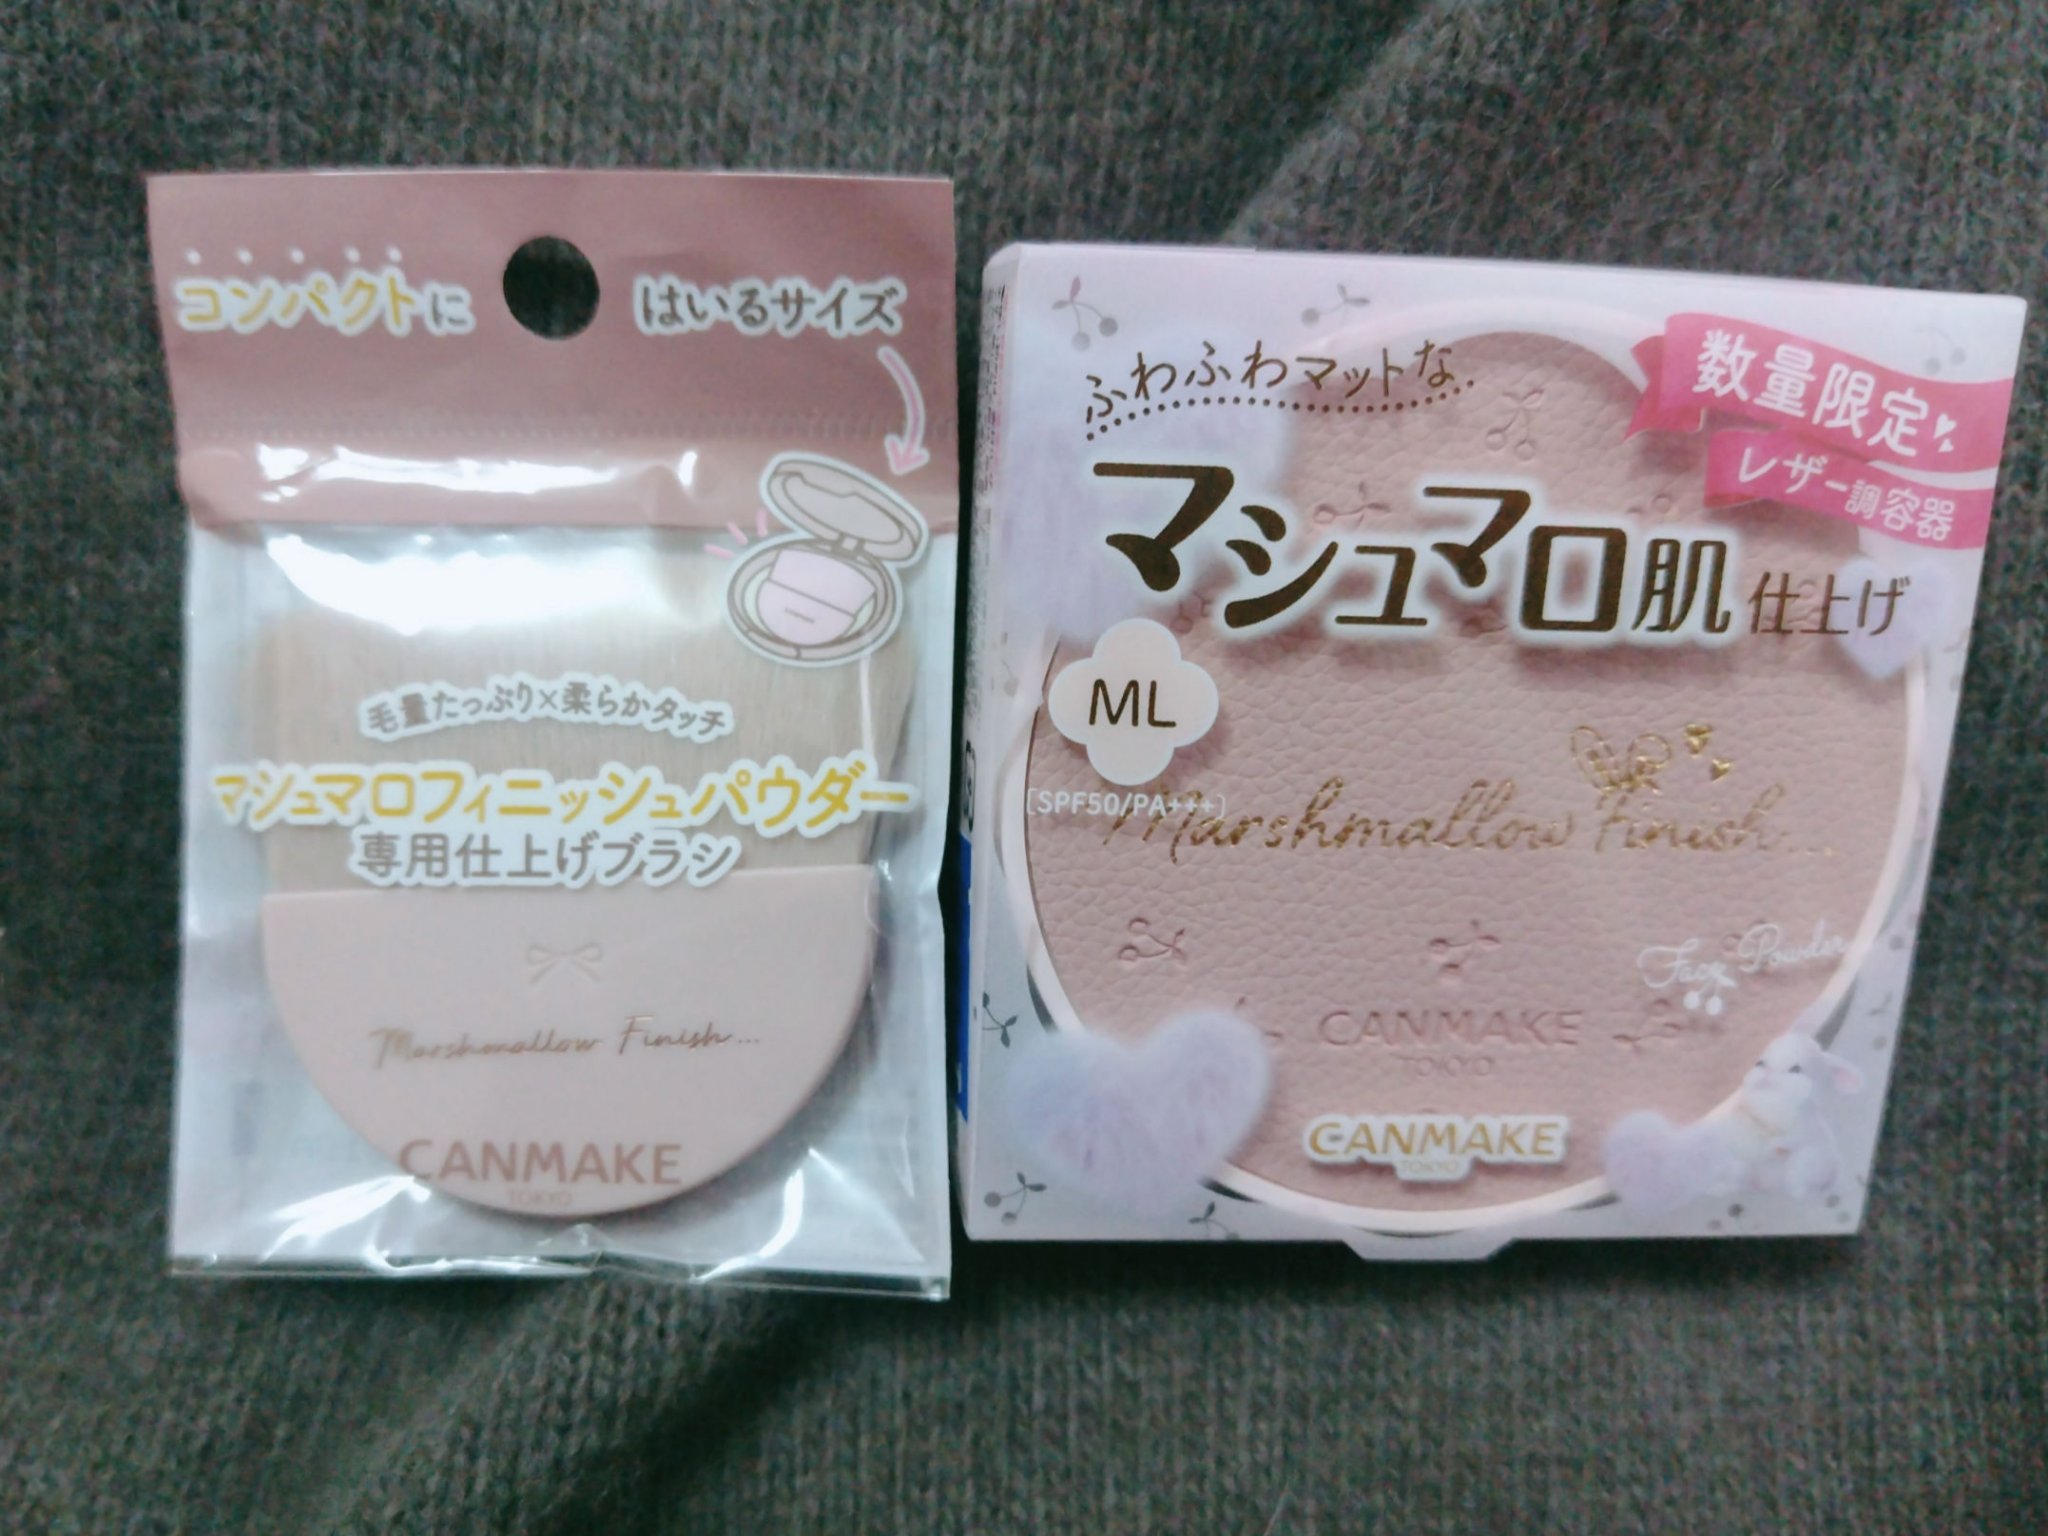 コンパクトに はいるサイズ
毛量たっぷり×柔らかタッチ
マシュマロフィニッシュパウダー
専用仕上げブラシ
Marshmallow Finish...
CANMAKE
TOKYO
数量限定
レザー調容器
ふわふわマットな
マシュマロ肌仕上げ
ML
[SPF50/PA+++]
Marshmallow Finish...
Face Powder
CANMAKE
TOKYO
CANMAKE
TOKYO